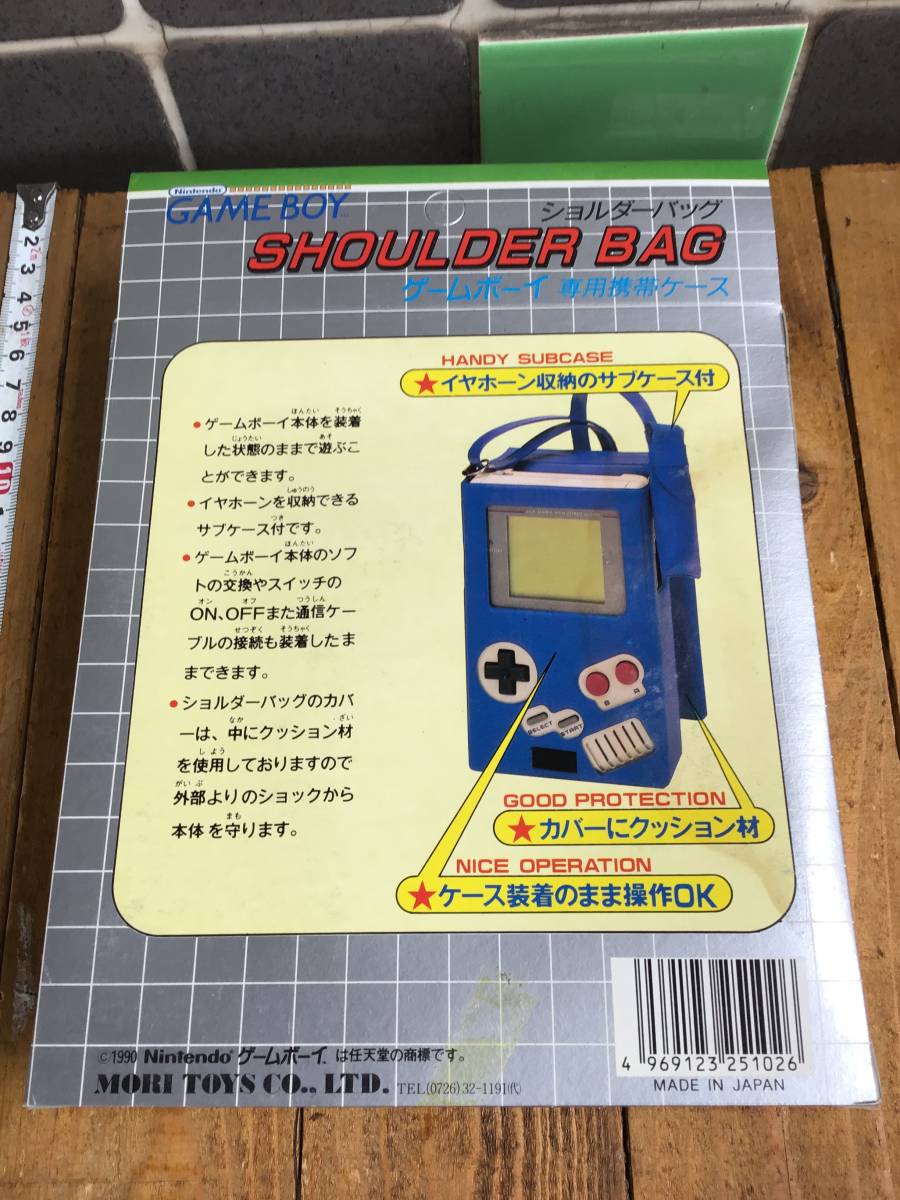 Nintendo
GAME BOY
ショルダーバッグ
SHOULDER BAG
ゲームボーイ 専用携帯ケース
HANDY SUBCASE
★イヤホーン収納のサブケース付
●ゲームボーイ本体を装着
した状態のままで遊ぶこ
とができます。
●イヤホーンを収納できる
サブケース付です。
●ゲームボーイ本体のソフ
トの交換やスイッチの
ON、OFFまた通信ケー
ブルの接続も装着したま
まできます。
●ショルダーバッグのカバ
ーは、中にクッション材
を使用しておりますので
外部よりのショックから
本体を守ります。
B A
SELECT START
GOOD PROTECTION
★カバーにクッション材
NICE OPERATION
★ケース装着のまま操作OK
©1990 Nintendo ゲームボーイ は任天堂の商標です。
MORI TOYS CO., LTD. TEL(0726)32-1191㈹
4 969123 251026
MADE IN JAPAN
2
3
4
5
6
7
8
9
10
1